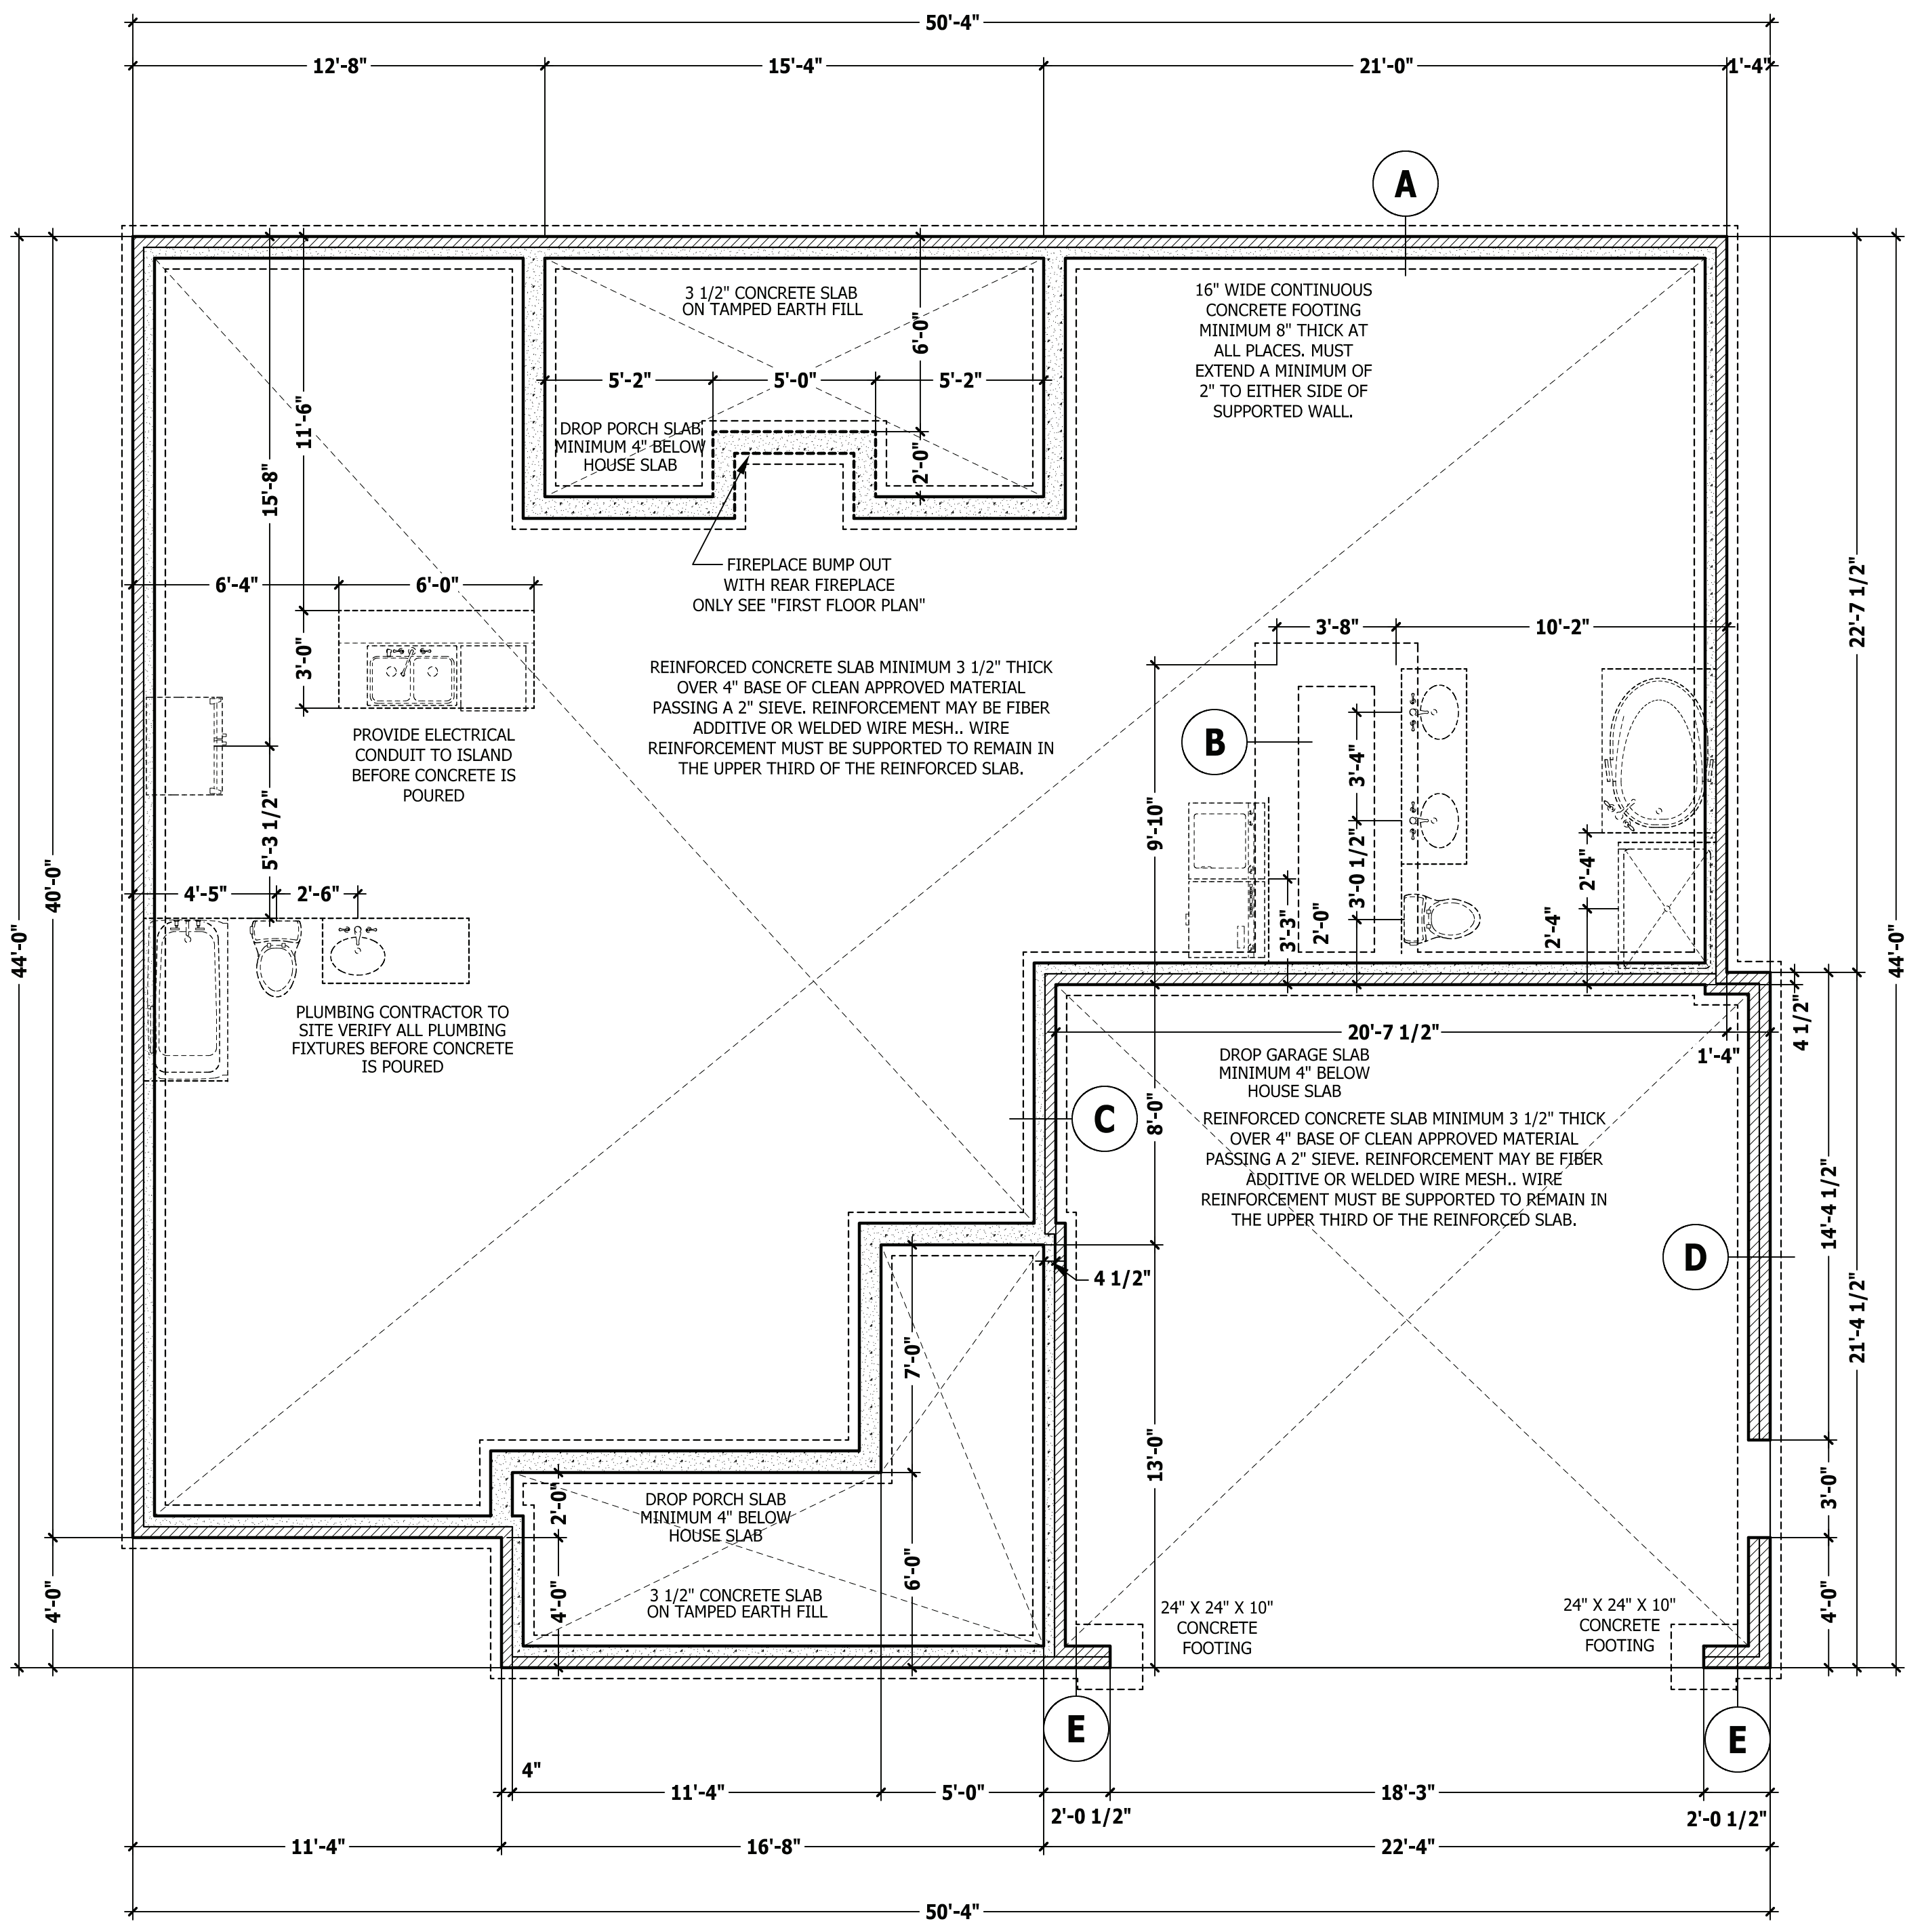 50'-4"
12'-8"
15'-4"
21'-0"
1'-4"
A
3 1/2" CONCRETE SLAB
ON TAMPED EARTH FILL
6'-0"
16" WIDE CONTINUOUS
CONCRETE FOOTING
MINIMUM 8" THICK AT
ALL PLACES. MUST
EXTEND A MINIMUM OF
2" TO EITHER SIDE OF
SUPPORTED WALL.
5'-2"
5'-0"
5'-2"
11'-6"
15'-8"
DROP PORCH SLAB
MINIMUM 4" BELOW
HOUSE SLAB
2'-0"
FIREPLACE BUMP OUT
WITH REAR FIREPLACE
ONLY SEE "FIRST FLOOR PLAN"
6'-4"
6'-0"
3'-0"
22'-7 1/2"
3'-8"
10'-2"
REINFORCED CONCRETE SLAB MINIMUM 3 1/2" THICK
OVER 4" BASE OF CLEAN APPROVED MATERIAL
PASSING A 2" SIEVE. REINFORCEMENT MAY BE FIBER
ADDITIVE OR WELDED WIRE MESH.. WIRE
REINFORCEMENT MUST BE SUPPORTED TO REMAIN IN
THE UPPER THIRD OF THE REINFORCED SLAB.
PROVIDE ELECTRICAL
CONDUIT TO ISLAND
BEFORE CONCRETE IS
POURED
B
3'-4"
9'-10"
5'-3 1/2"
3'-0 1/2"
2'-4"
4'-5"
2'-6"
40'-0"
44'-0"
44'-0"
3'-3"
2'-0"
2'-4"
PLUMBING CONTRACTOR TO
SITE VERIFY ALL PLUMBING
FIXTURES BEFORE CONCRETE
IS POURED
20'-7 1/2"
1'-4"
4 1/2"
DROP GARAGE SLAB
MINIMUM 4" BELOW
HOUSE SLAB
C
8'-0"
REINFORCED CONCRETE SLAB MINIMUM 3 1/2" THICK
OVER 4" BASE OF CLEAN APPROVED MATERIAL
PASSING A 2" SIEVE. REINFORCEMENT MAY BE FIBER
ADDITIVE OR WELDED WIRE MESH.. WIRE
REINFORCEMENT MUST BE SUPPORTED TO REMAIN IN
THE UPPER THIRD OF THE REINFORCED SLAB.
14'-4 1/2"
D
4 1/2"
21'-4 1/2"
7'-0"
13'-0"
3'-0"
2'-0"
DROP PORCH SLAB
MINIMUM 4" BELOW
HOUSE SLAB
6'-0"
4'-0"
4'-0"
3 1/2" CONCRETE SLAB
ON TAMPED EARTH FILL
24" X 24" X 10"
CONCRETE
FOOTING
24" X 24" X 10"
CONCRETE
FOOTING
4'-0"
E
E
4"
11'-4"
5'-0"
2'-0 1/2"
18'-3"
2'-0 1/2"
11'-4"
16'-8"
22'-4"
50'-4"